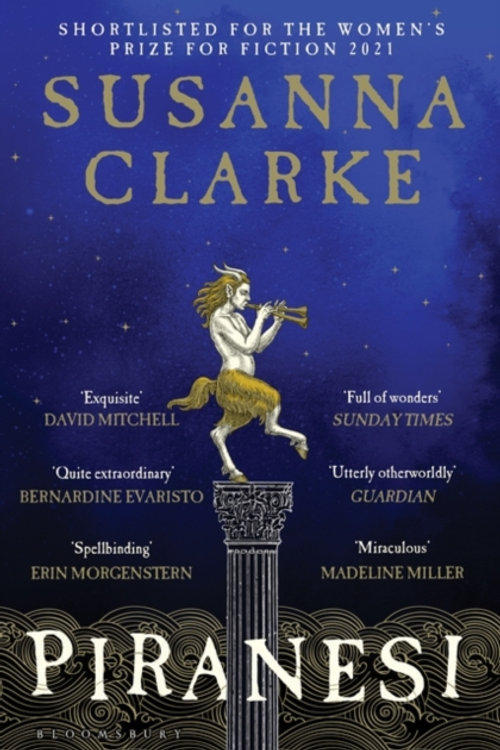 SHORTLISTED FOR THE WOMEN'S
PRIZE FOR FICTION 2021
SUSANNA
CLARKE
'Exquisite'
DAVID MITCHELL
'Full of wonders'
SUNDAY TIMES
'Quite extraordinary'
BERNARDINE EVARISTO
'Utterly otherworldly'
GUARDIAN
'Spellbinding'
ERIN MORGENSTERN
'Miraculous'
MADELINE MILLER
PIRANESI
BLOOMSBURY